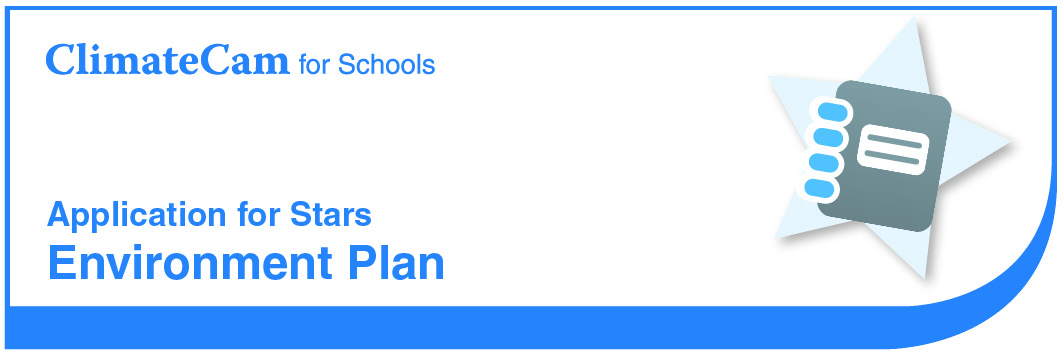 ClimateCam for Schools
Application for Stars
Environment Plan